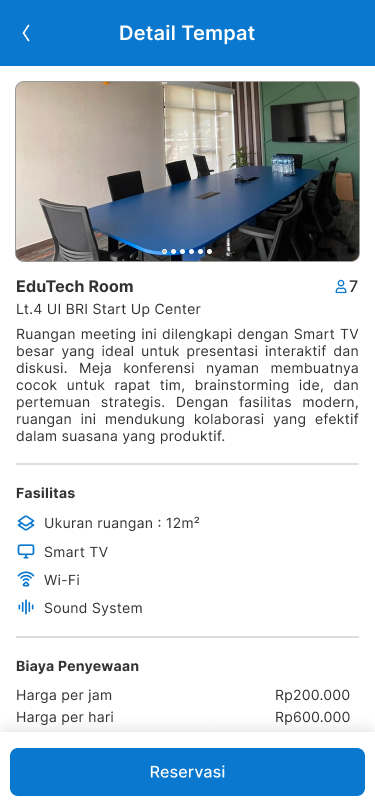 Detail Tempat
EduTech Room 7
Lt.4 UI BRI Start Up Center
Ruangan meeting ini dilengkapi dengan Smart TV
besar yang ideal untuk presentasi interaktif dan
diskusi. Meja konferensi nyaman membuatnya
cocok untuk rapat tim, brainstorming ide, dan
pertemuan strategis. Dengan fasilitas modern,
ruangan ini mendukung kolaborasi yang efektif
dalam suasana yang produktif.
Fasilitas
Ukuran ruangan : 12m²
Smart TV
Wi-Fi
Sound System
Biaya Penyewaan
Harga per jam Rp200.000
Harga per hari Rp600.000
Reservasi